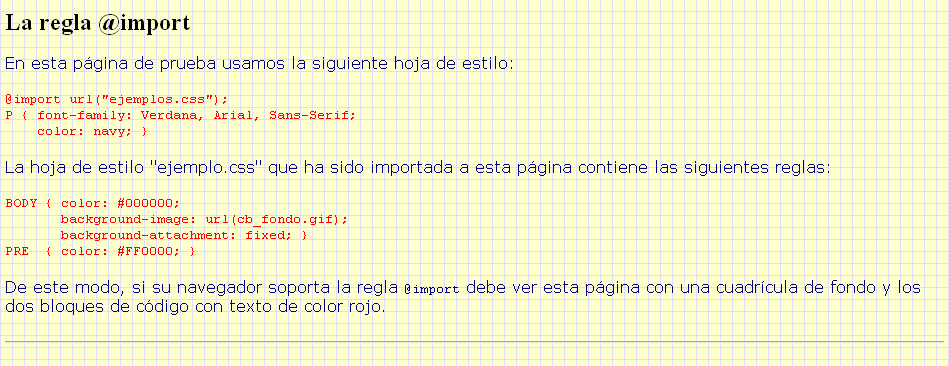 La regla @import
En esta página de prueba usamos la siguiente hoja de estilo:
@import url("ejemplos.css");
P { font-family: Verdana, Arial, Sans-Serif;
    color: navy; }
La hoja de estilo "ejemplo.css" que ha sido importada a esta página contiene las siguientes reglas:
BODY { color: #000000;
       background-image: url(cb_fondo.gif);
       background-attachment: fixed; }
PRE  { color: #FF0000; }
De este modo, si su navegador soporta la regla @import debe ver esta página con una cuadrícula de fondo y los
dos bloques de código con texto de color rojo.